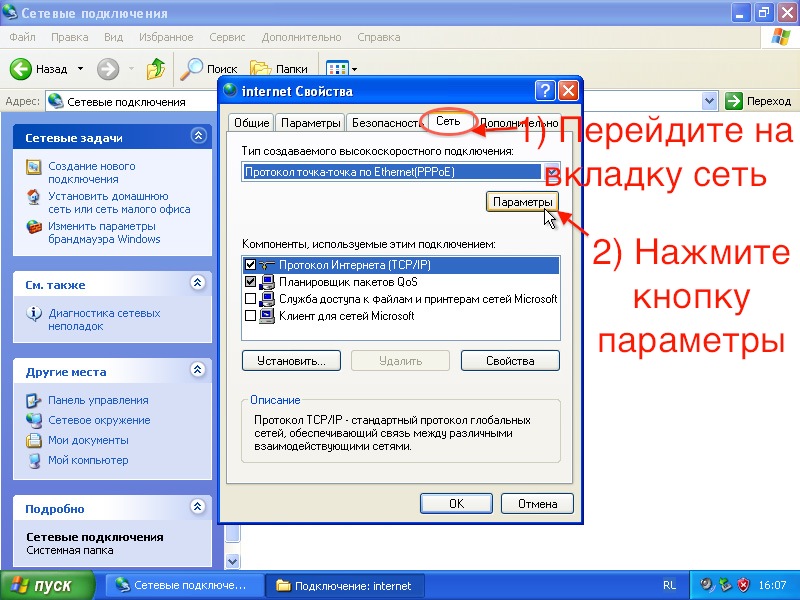 Сетевые подключения
Файл Правка Вид Избранное Сервис Дополнительно Справка
Назад Поиск Папки
Адрес: Сетевые подключения Переход
Сетевые задачи
Создание нового
подключения
Установить домашнюю
сеть или сеть малого офиса
Изменить параметры
брандмауэра Windows
См. также
Диагностика сетевых
неполадок
Другие места
Панель управления
Сетевое окружение
Мои документы
Мой компьютер
Подробно
Сетевые подключения
Системная папка
internet Свойства
Общие Параметры Безопасность Сеть Дополнительно
Тип создаваемого высокоскоростного подключения:
Протокол точка-точка по Ethernet(PPPoE)
Параметры
Компоненты, используемые этим подключением:
Протокол Интернета (TCP/IP)
Планировщик пакетов QoS
Служба доступа к файлам и принтерам сетей Microsoft
Клиент для сетей Microsoft
Установить... Удалить Свойства
Описание
Протокол TCP/IP - стандартный протокол глобальных
сетей, обеспечивающий связь между различными
взаимодействующими сетями.
OK Отмена
1) Перейдите на
вкладку сеть
2) Нажмите
кнопку
параметры
пуск Сетевые подключе... Подключение: internet RL 16:07